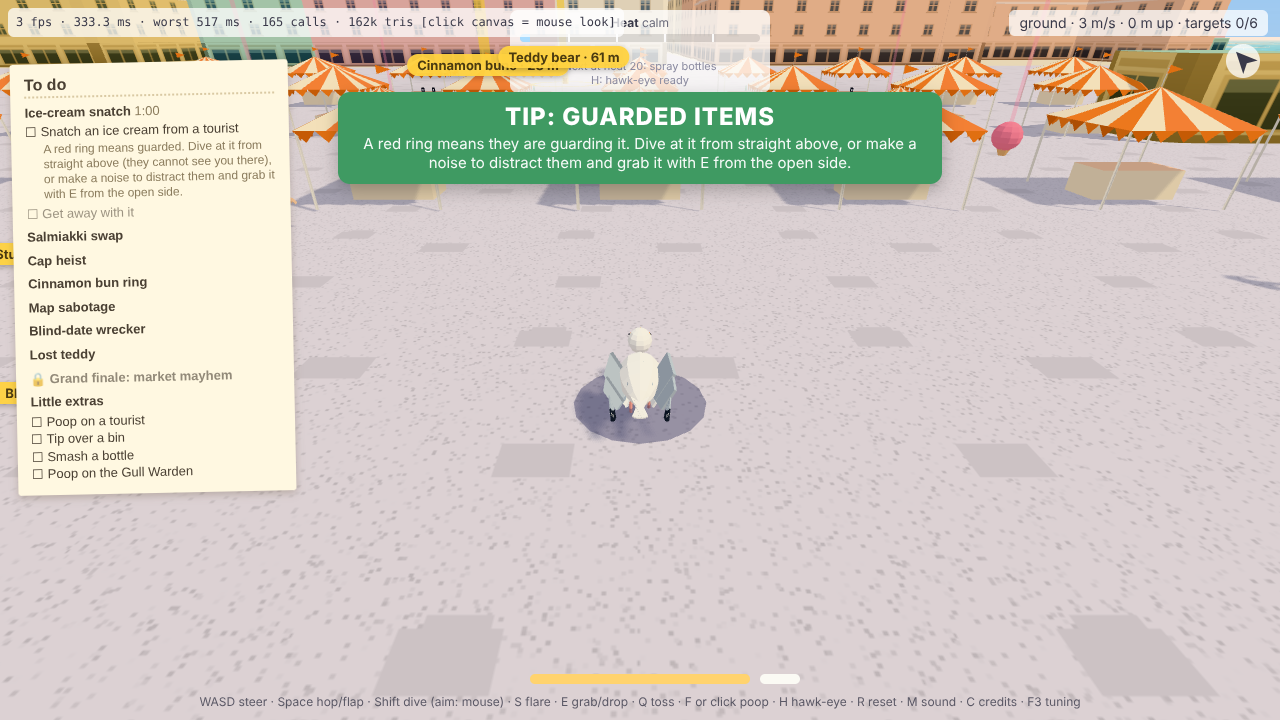 3 fps · 333.3 ms · worst 517 ms · 165 calls · 162k tris [click canvas = mouse look]
eat calm
ground · 3 m/s · 0 m up · targets 0/6
Teddy bear · 61 m
Cinnamon
at heat 20: spray bottles
H: hawk-eye ready
TIP: GUARDED ITEMS
A red ring means they are guarding it. Dive at it from straight above, or make a
noise to distract them and grab it with E from the open side.
To do
Ice-cream snatch 1:00
☐ Snatch an ice cream from a tourist
A red ring means guarded. Dive at it from
straight above (they cannot see you there),
or make a noise to distract them and grab it
with E from the open side.
☐ Get away with it
Salmiakki swap
Cap heist
Cinnamon bun ring
Map sabotage
Blind-date wrecker
Lost teddy
🔒 Grand finale: market mayhem
Little extras
☐ Poop on a tourist
☐ Tip over a bin
☐ Smash a bottle
☐ Poop on the Gull Warden
WASD steer · Space hop/flap · Shift dive (aim: mouse) · S flare · E grab/drop · Q toss · F or click poop · H hawk-eye · R reset · M sound · C credits · F3 tuning